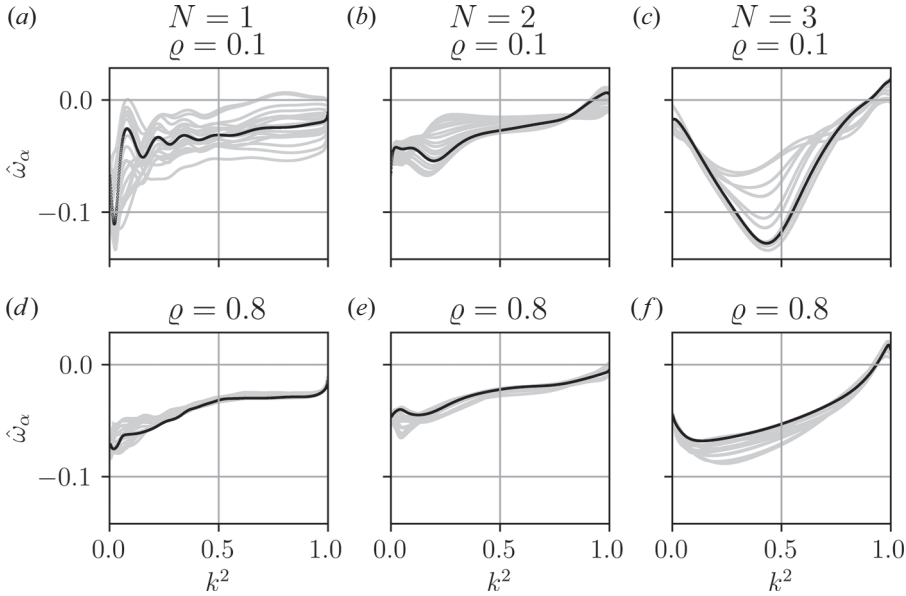 (a) N = 1 (b) N = 2 (c) N = 3
ϱ = 0.1 ϱ = 0.1 ϱ = 0.1
0.0
ω̂α
−0.1
(d) ϱ = 0.8 (e) ϱ = 0.8 (f) ϱ = 0.8
0.0
ω̂α
−0.1
0.0 0.5 1.0 0.0 0.5 1.0 0.0 0.5 1.0
k² k² k²